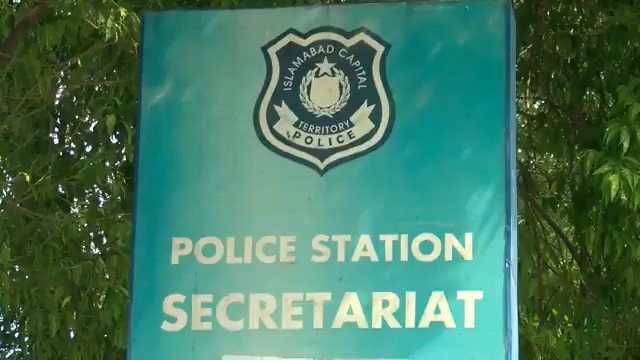 ISLAMABAD CAPITAL
TERRITORY
POLICE
POLICE STATION
SECRETARIAT